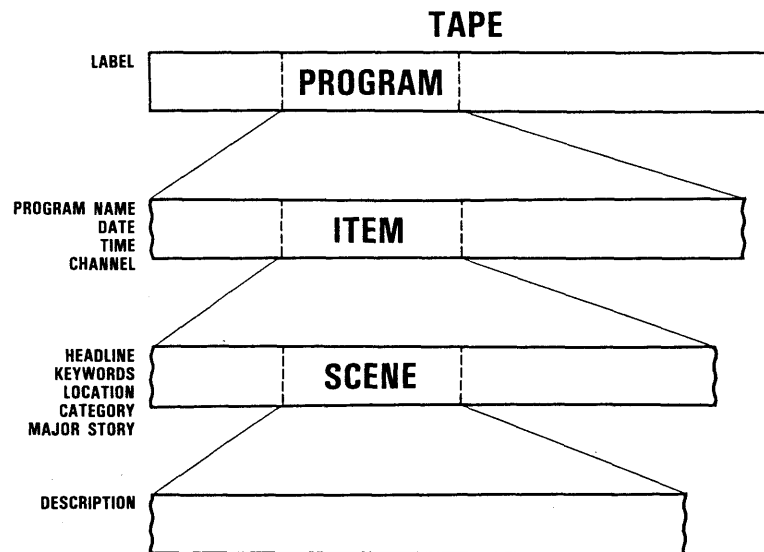 TAPE
LABEL
PROGRAM
PROGRAM NAME
DATE
TIME
CHANNEL
ITEM
HEADLINE
KEYWORDS
LOCATION
CATEGORY
MAJOR STORY
SCENE
DESCRIPTION